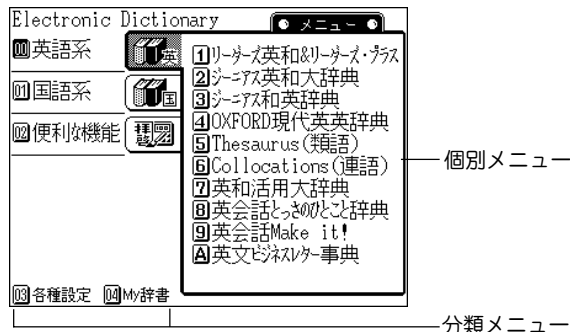 Electronic Dictionary
メニュー
00英語系
英
01国語系
国
02便利な機能
1リーダーズ英和&リーダーズ・プラス
2ジーニアス英和大辞典
3ジーニアス和英辞典
4OXFORD現代英英辞典
5Thesaurus(類語)
6Collocations(連語)
7英和活用大辞典
8英会話とっさのひとこと辞典
9英会話Make it!
A英文ビジネスレター事典
03各種設定 04My辞書
個別メニュー
分類メニュー